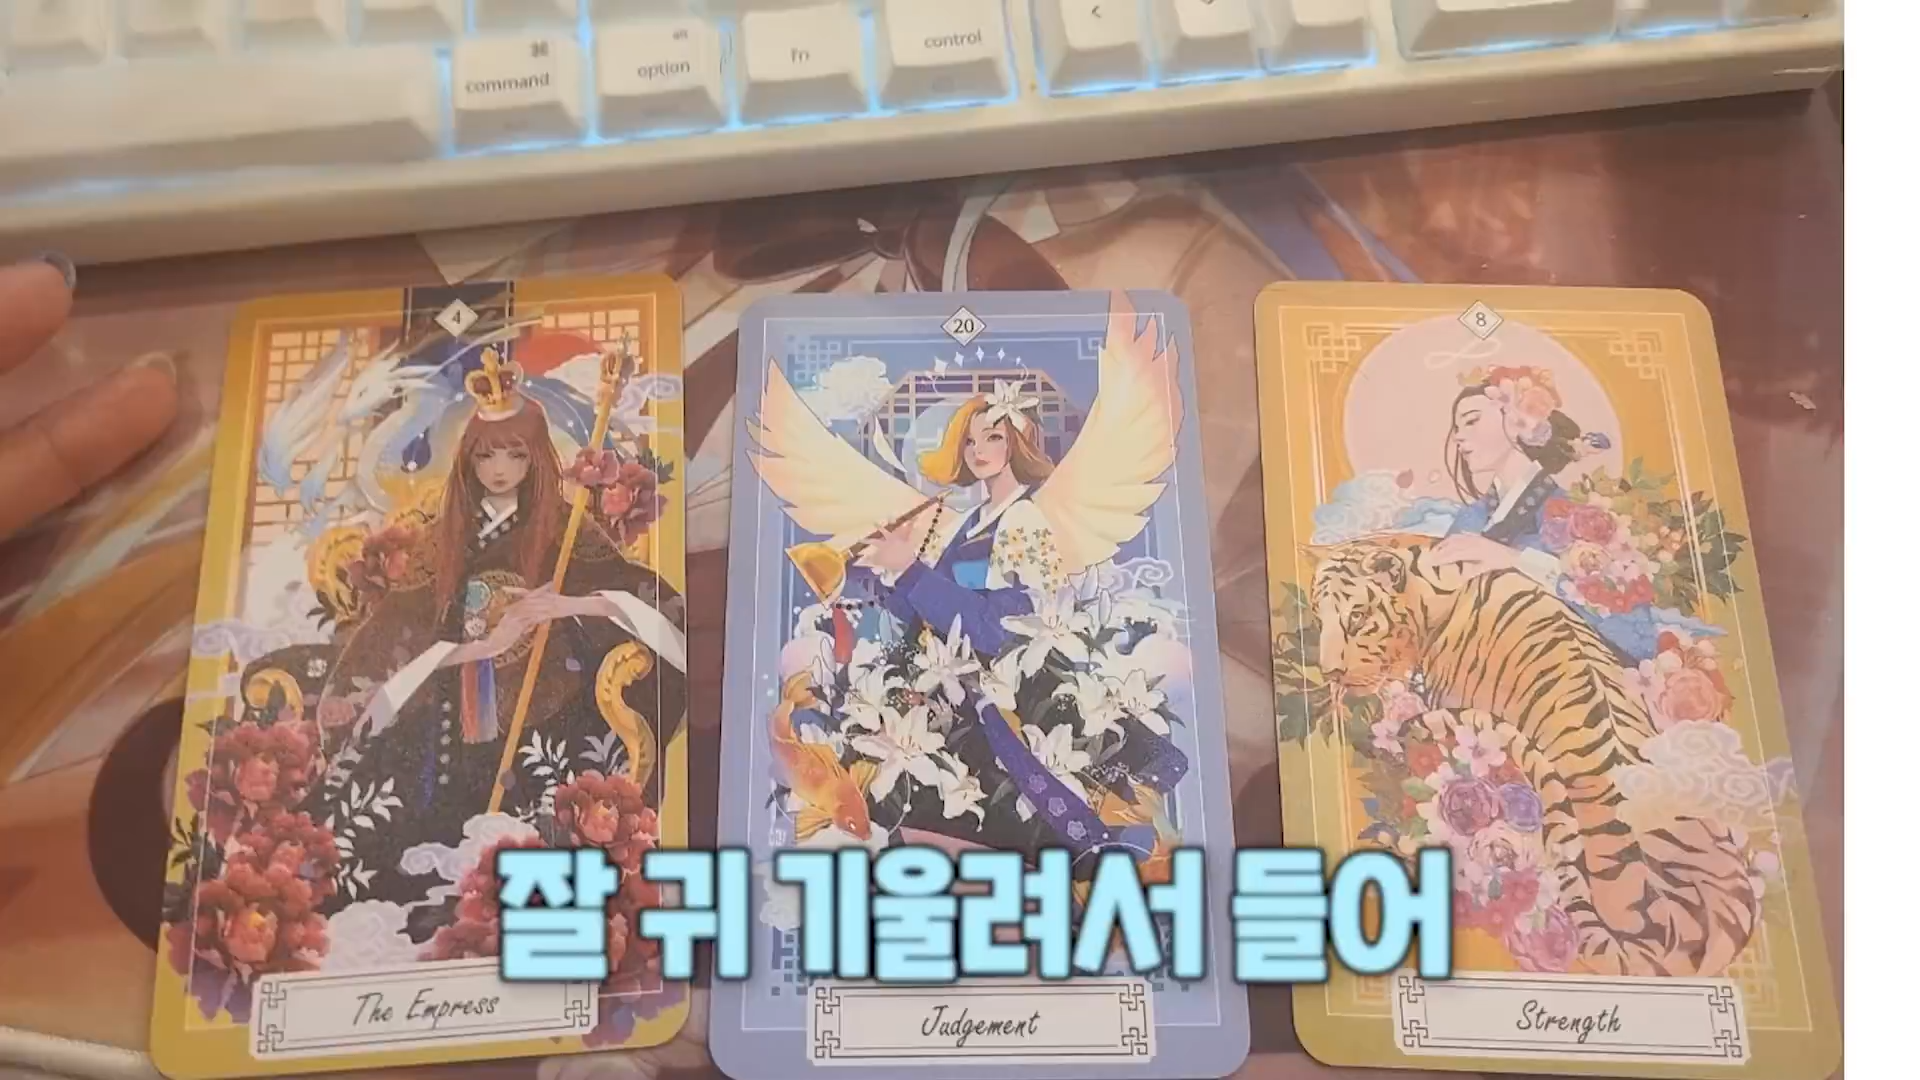 ⌘
command
alt
option
fn
control
<
4
20
8
잘 귀 기울려서 들어
The Empress
Judgement
Strength